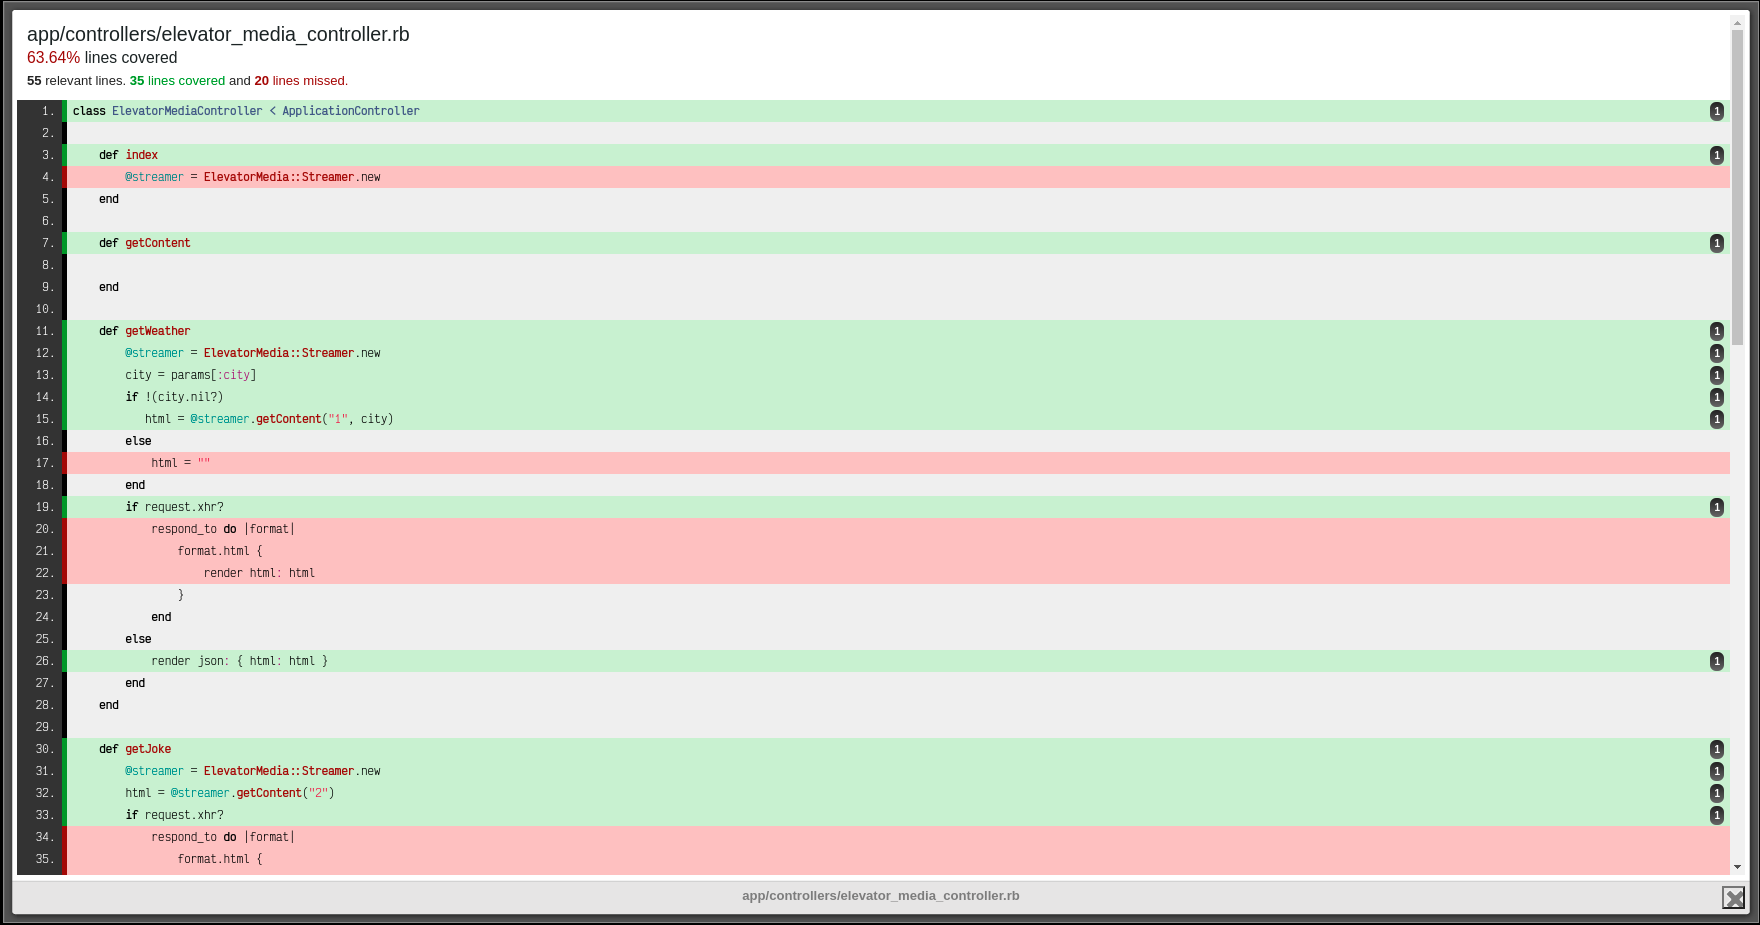 app/controllers/elevator_media_controller.rb
63.64% lines covered
55 relevant lines. 35 lines covered and 20 lines missed.
1. class ElevatorMediaController < ApplicationController 1
2.
3. def index 1
4. @streamer = ElevatorMedia::Streamer.new
5. end
6.
7. def getContent 1
8.
9. end
10.
11. def getWeather 1
12. @streamer = ElevatorMedia::Streamer.new 1
13. city = params[:city] 1
14. if !(city.nil?) 1
15. html = @streamer.getContent("1", city) 1
16. else
17. html = ""
18. end
19. if request.xhr? 1
20. respond_to do |format|
21. format.html {
22. render html: html
23. }
24. end
25. else
26. render json: { html: html } 1
27. end
28. end
29.
30. def getJoke 1
31. @streamer = ElevatorMedia::Streamer.new 1
32. html = @streamer.getContent("2") 1
33. if request.xhr? 1
34. respond_to do |format|
35. format.html {
app/controllers/elevator_media_controller.rb